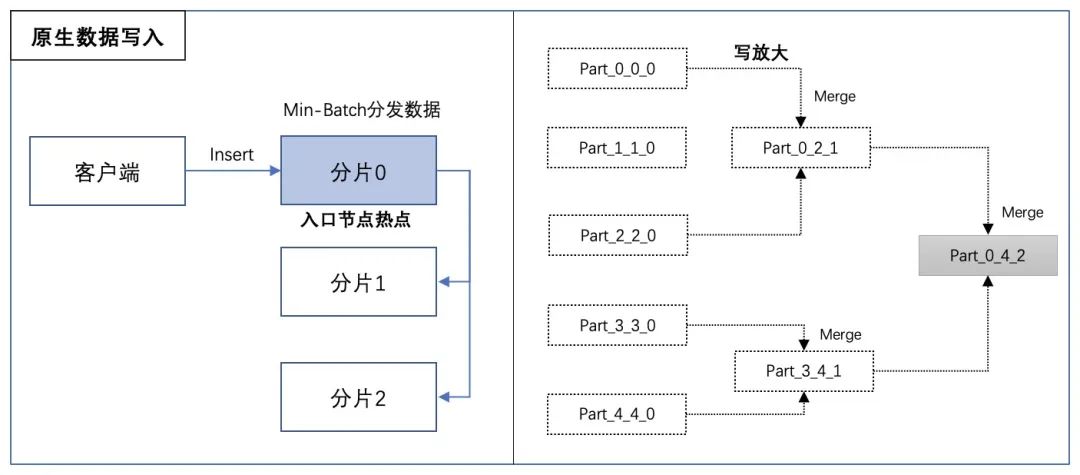 原生数据写入
Min-Batch分发数据
客户端
Insert
分片0
入口节点热点
分片1
分片2
写放大
Part_0_0_0
Merge
Part_1_1_0
Part_0_2_1
Part_2_2_0
Merge
Part_0_4_2
Part_3_3_0
Merge
Part_3_4_1
Part_4_4_0